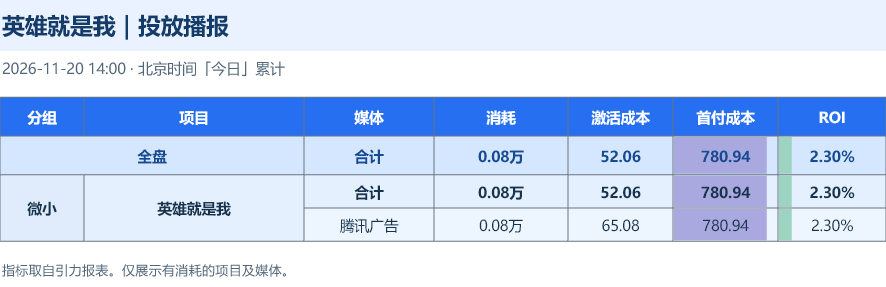 英雄就是我｜投放播报
2026-11-20 14:00 · 北京时间「今日」累计
分组 项目 媒体 消耗 激活成本 首付成本 ROI
全盘 合计 0.08万 52.06 780.94 2.30%
微小 英雄就是我 合计 0.08万 52.06 780.94 2.30%
腾讯广告 0.08万 65.08 780.94 2.30%
指标取自引力报表。仅展示有消耗的项目及媒体。